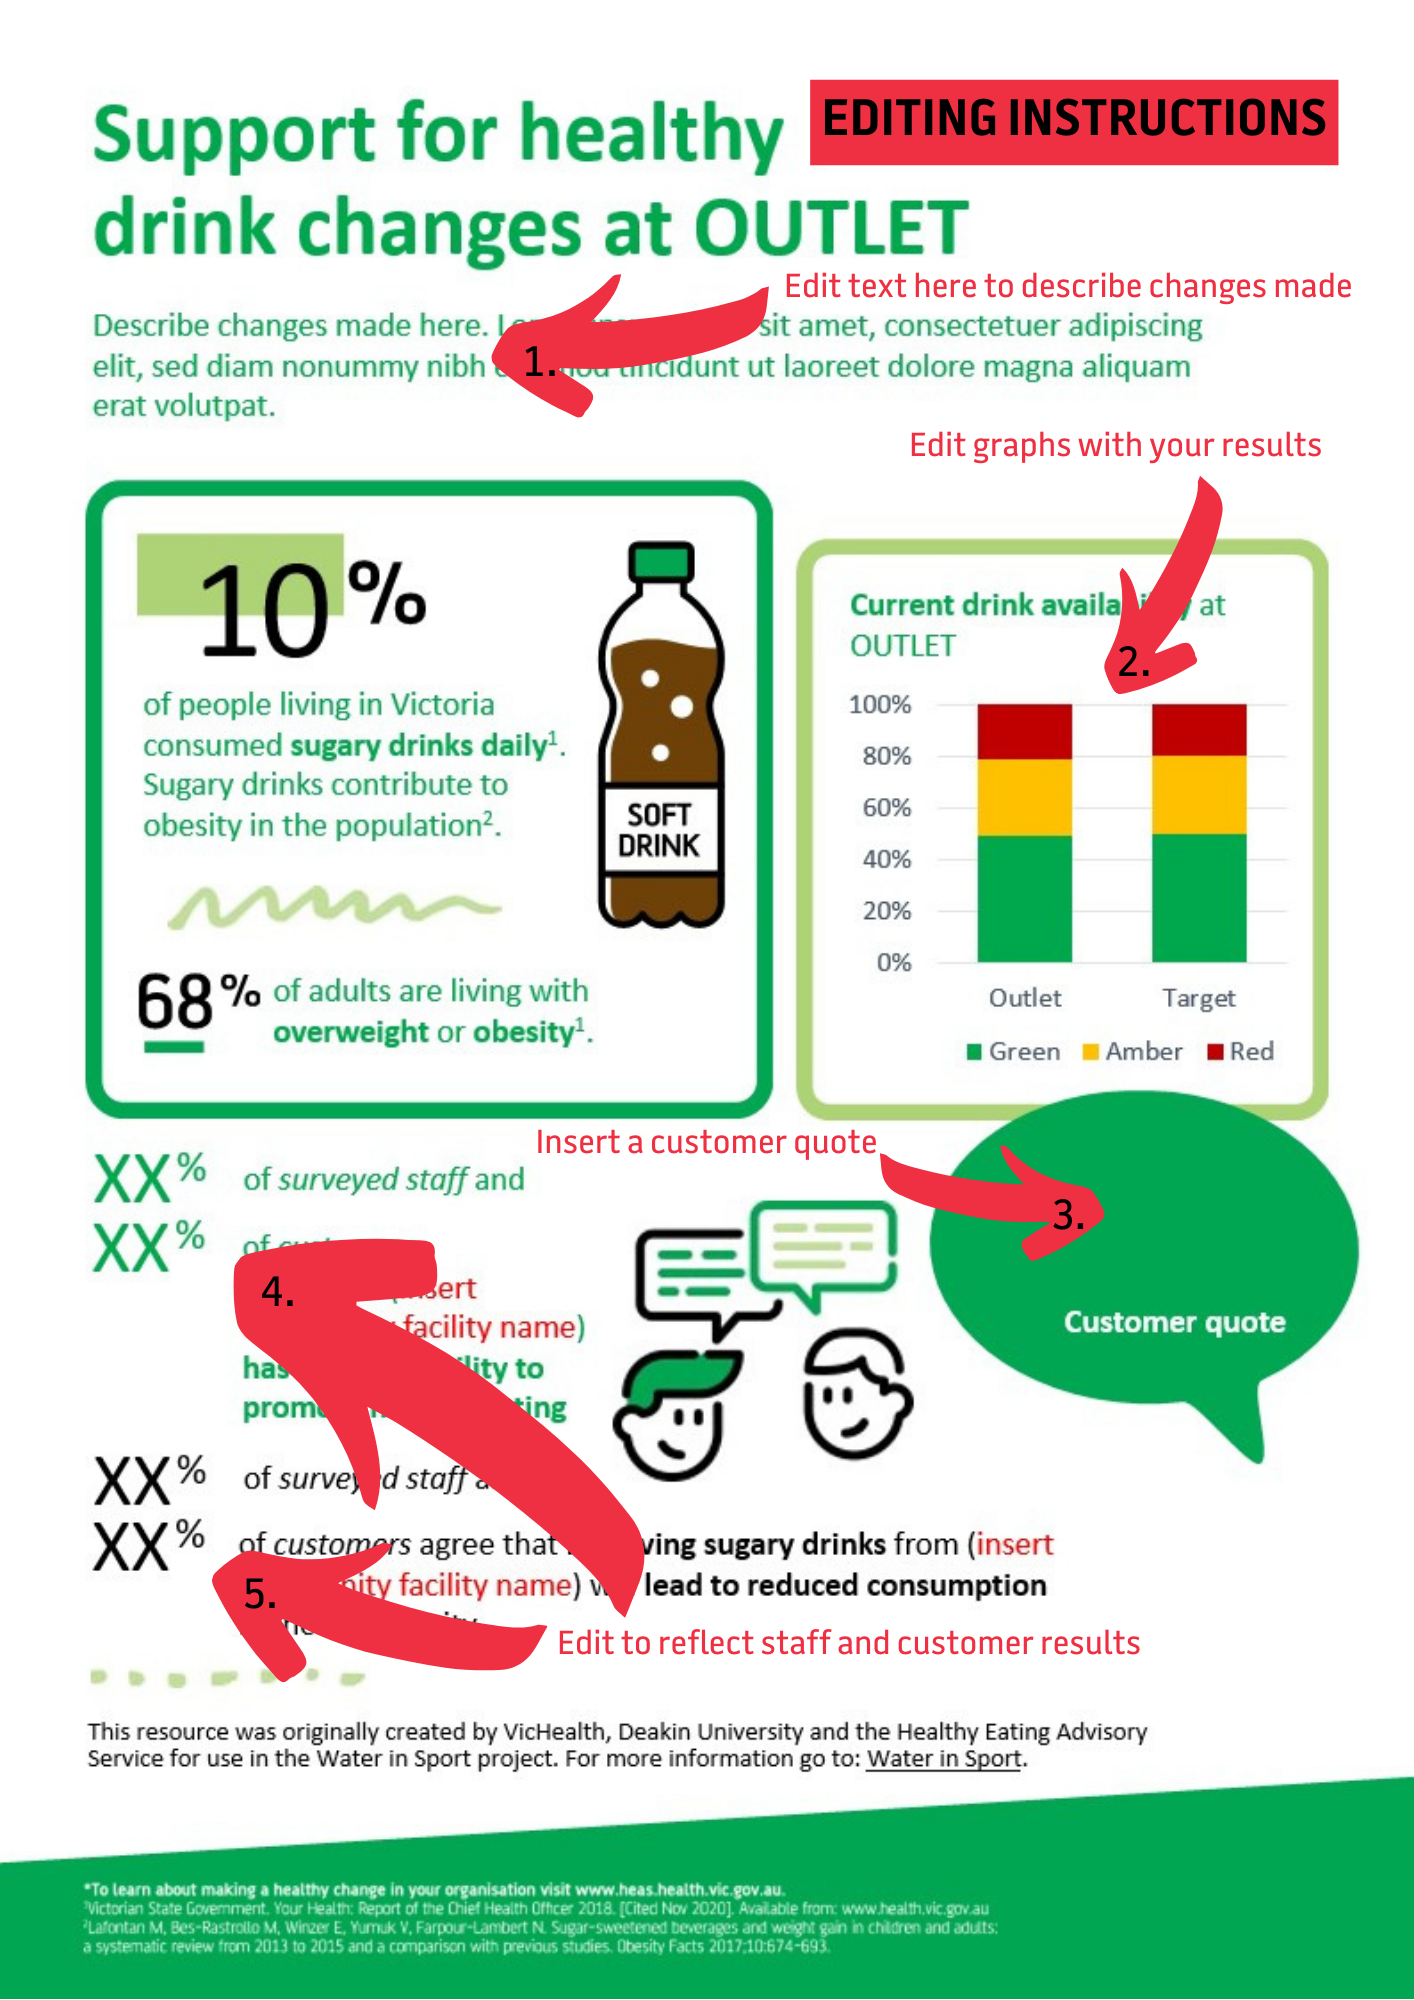 Support for healthy
EDITING INSTRUCTIONS
drink changes at OUTLET
Edit text here to describe changes made
Describe changes made here. sit amet, consectetuer adipiscing
elit, sed diam nonummy nibh tincidunt ut laoreet dolore magna aliquam
erat volutpat.
1.
Edit graphs with your results
10%
of people living in Victoria
consumed sugary drinks daily¹.
Sugary drinks contribute to
obesity in the population².
SOFT
DRINK
68% of adults are living with
overweight or obesity¹.
Current drink at
OUTLET
2.
100%
80%
60%
40%
20%
0%
Outlet Target
Green Amber Red
Insert a customer quote
3.
Customer quote
XX% of surveyed staff and
XX% of
4.
facility name)
to
XX% of surveyed staff
XX% of customers agree that sugary drinks from (insert
facility name) lead to reduced consumption
5.
Edit to reflect staff and customer results
This resource was originally created by VicHealth, Deakin University and the Healthy Eating Advisory
Service for use in the Water in Sport project. For more information go to: Water in Sport.
*To learn about making a healthy change in your organisation visit www.heas.health.vic.gov.au.
¹Victorian State Government. Your Health: Report of the Chief Health Officer 2018. [Cited Nov 2020]. Available from: www.health.vic.gov.au
²Lafontan M, Bes-Rastrollo M, Winzer E, Yumuk V, Farpour-Lambert N. Sugar-sweetened beverages and weight gain in children and adults:
a systematic review from 2013 to 2015 and a comparison with previous studies. Obesity Facts 2017;10:674-693.